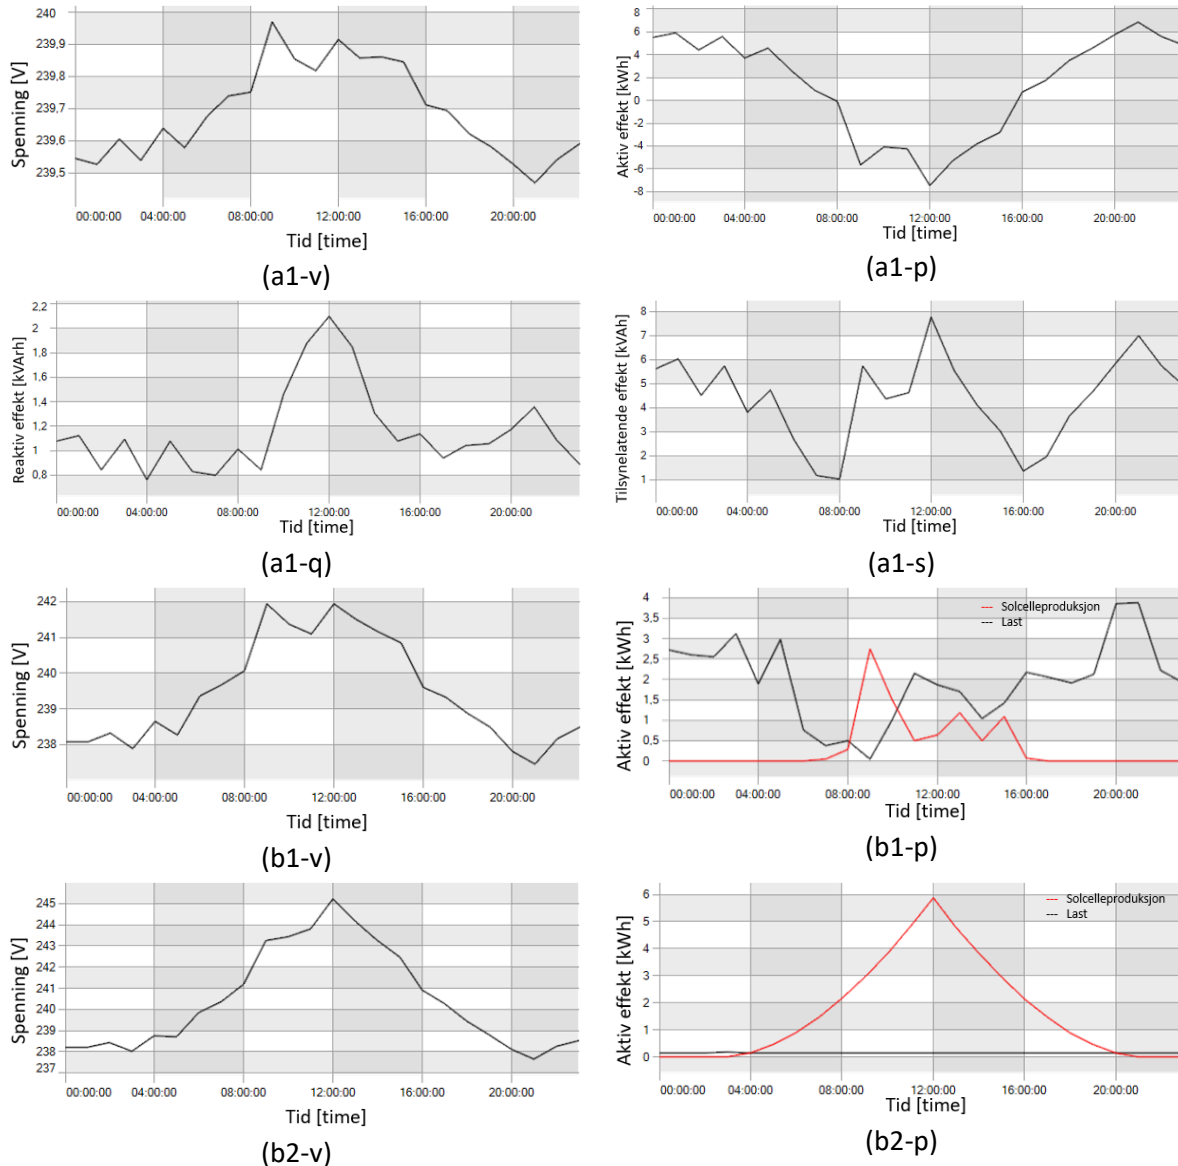 240
239,9
239,8
239,7
239,6
239,5
Spenning [V]
00:00:00 04:00:00 08:00:00 12:00:00 16:00:00 20:00:00
Tid [time]
(a1-v)
8
6
4
2
0
-2
-4
-6
-8
Aktiv effekt [kWh]
00:00:00 04:00:00 08:00:00 12:00:00 16:00:00 20:00:00
Tid [time]
(a1-p)
2,2
2
1,8
1,6
1,4
1,2
1
0,8
Reaktiv effekt [kVArh]
00:00:00 04:00:00 08:00:00 12:00:00 16:00:00 20:00:00
Tid [time]
(a1-q)
8
7
6
5
4
3
2
1
Tilsynelatende effekt [kVAh]
00:00:00 04:00:00 08:00:00 12:00:00 16:00:00 20:00:00
Tid [time]
(a1-s)
242
241
240
239
238
Spenning [V]
00:00:00 04:00:00 08:00:00 12:00:00 16:00:00 20:00:00
Tid [time]
(b1-v)
4
3,5
3
2,5
2
1,5
1
0,5
0
Aktiv effekt [kWh]
--- Solcelleproduksjon
--- Last
00:00:00 04:00:00 08:00:00 12:00:00 16:00:00 20:00:00
Tid [time]
(b1-p)
245
244
243
242
241
240
239
238
237
Spenning [V]
00:00:00 04:00:00 08:00:00 12:00:00 16:00:00 20:00:00
Tid [time]
(b2-v)
6
5
4
3
2
1
0
Aktiv effekt [kWh]
--- Solcelleproduksjon
--- Last
00:00:00 04:00:00 08:00:00 12:00:00 16:00:00 20:00:00
Tid [time]
(b2-p)